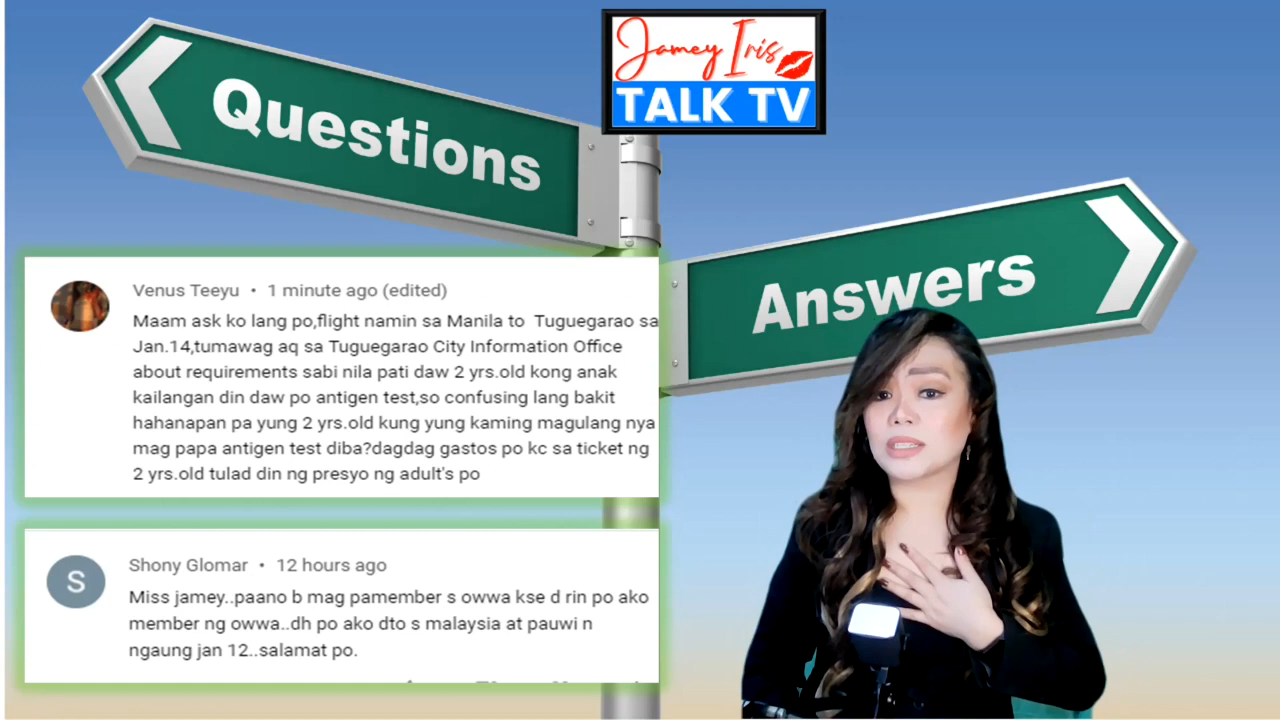 Jamey Iris
TALK TV
Questions
Answers
Venus Teeyu • 1 minute ago (edited)
Maam ask ko lang po,flight namin sa Manila to Tuguegarao sa
Jan.14,tumawag aq sa Tuguegarao City Information Office
about requirements sabi nila pati daw 2 yrs.old kong anak
kailangan din daw po antigen test,so confusing lang bakit
hahanapan pa yung 2 yrs.old kung yung kaming magulang nya
mag papa antigen test diba?dagdag gastos po kc sa ticket ng
2 yrs.old tulad din ng presyo ng adult's po
S
Shony Glomar • 12 hours ago
Miss jamey..paano b mag pamember s owwa kse d rin po ako
member ng owwa..dh po ako dto s malaysia at pauwi n
ngaung jan 12..salamat po.